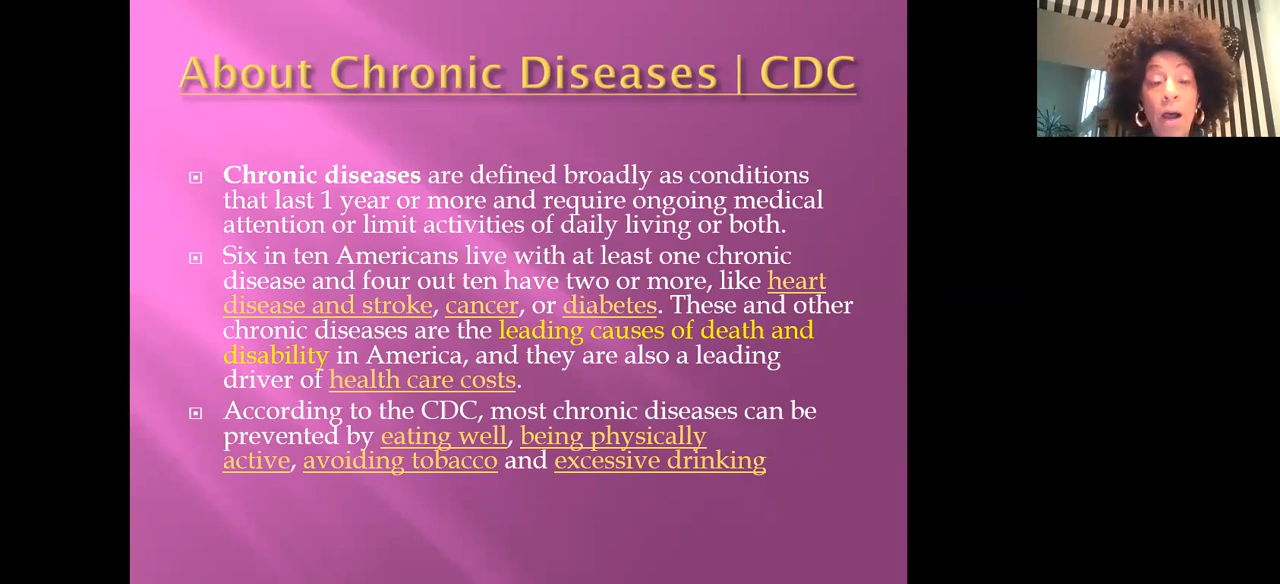 About Chronic Diseases | CDC
Chronic diseases are defined broadly as conditions
that last 1 year or more and require ongoing medical
attention or limit activities of daily living or both.
Six in ten Americans live with at least one chronic
disease and four out ten have two or more, like heart
disease and stroke, cancer, or diabetes. These and other
chronic diseases are the leading causes of death and
disability in America, and they are also a leading
driver of health care costs.
According to the CDC, most chronic diseases can be
prevented by eating well, being physically
active, avoiding tobacco and excessive drinking